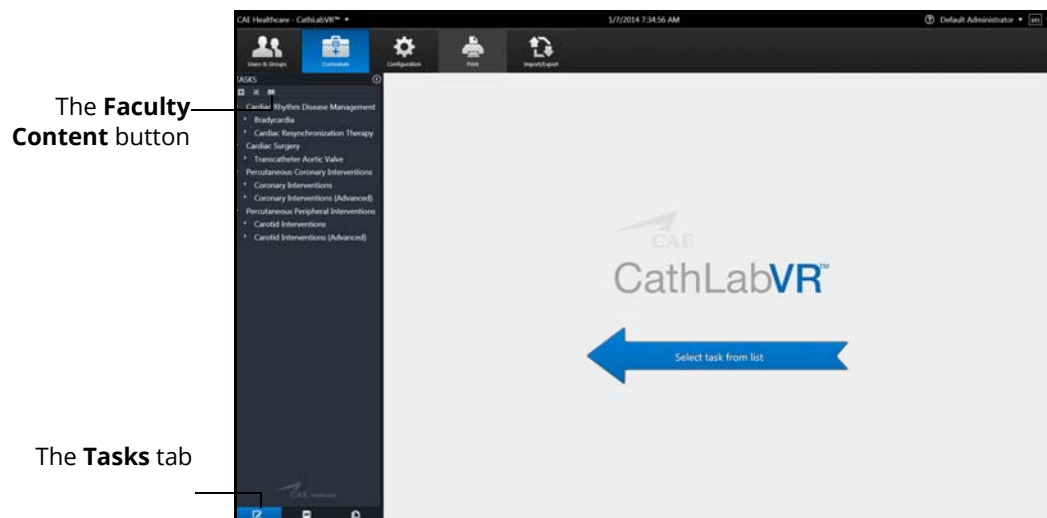 CAE Healthcare - CathLabVR™
1/7/2014 7:34:56 AM
Default Administrator
en
Users & Groups
Curriculum
Configuration
Print
Import/Export
TASKS
The Faculty
Content button
Cardiac Rhythm Disease Management
Bradycardia
Cardiac Resynchronization Therapy
Cardiac Surgery
Transcatheter Aortic Valve
Percutaneous Coronary Interventions
Coronary Interventions
Coronary Interventions (Advanced)
Percutaneous Peripheral Interventions
Carotid Interventions
Carotid Interventions (Advanced)
CAE
CathLabVR™
Select task from list
The Tasks tab
CAE Healthcare